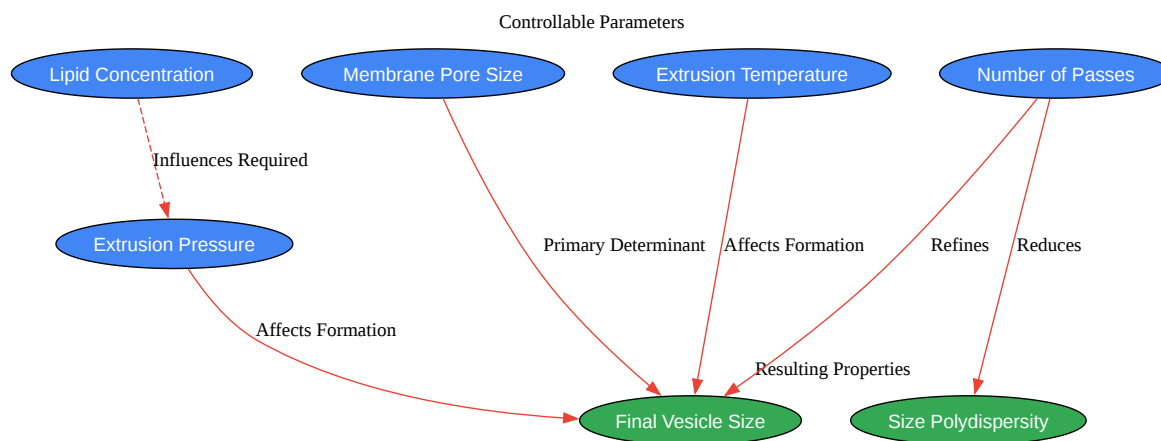 Controllable Parameters
Lipid Concentration
Membrane Pore Size
Extrusion Temperature
Number of Passes
Influences Required
Extrusion Pressure
Primary Determinant
Affects Formation
Refines
Reduces
Affects Formation
Resulting Properties
Final Vesicle Size
Size Polydispersity